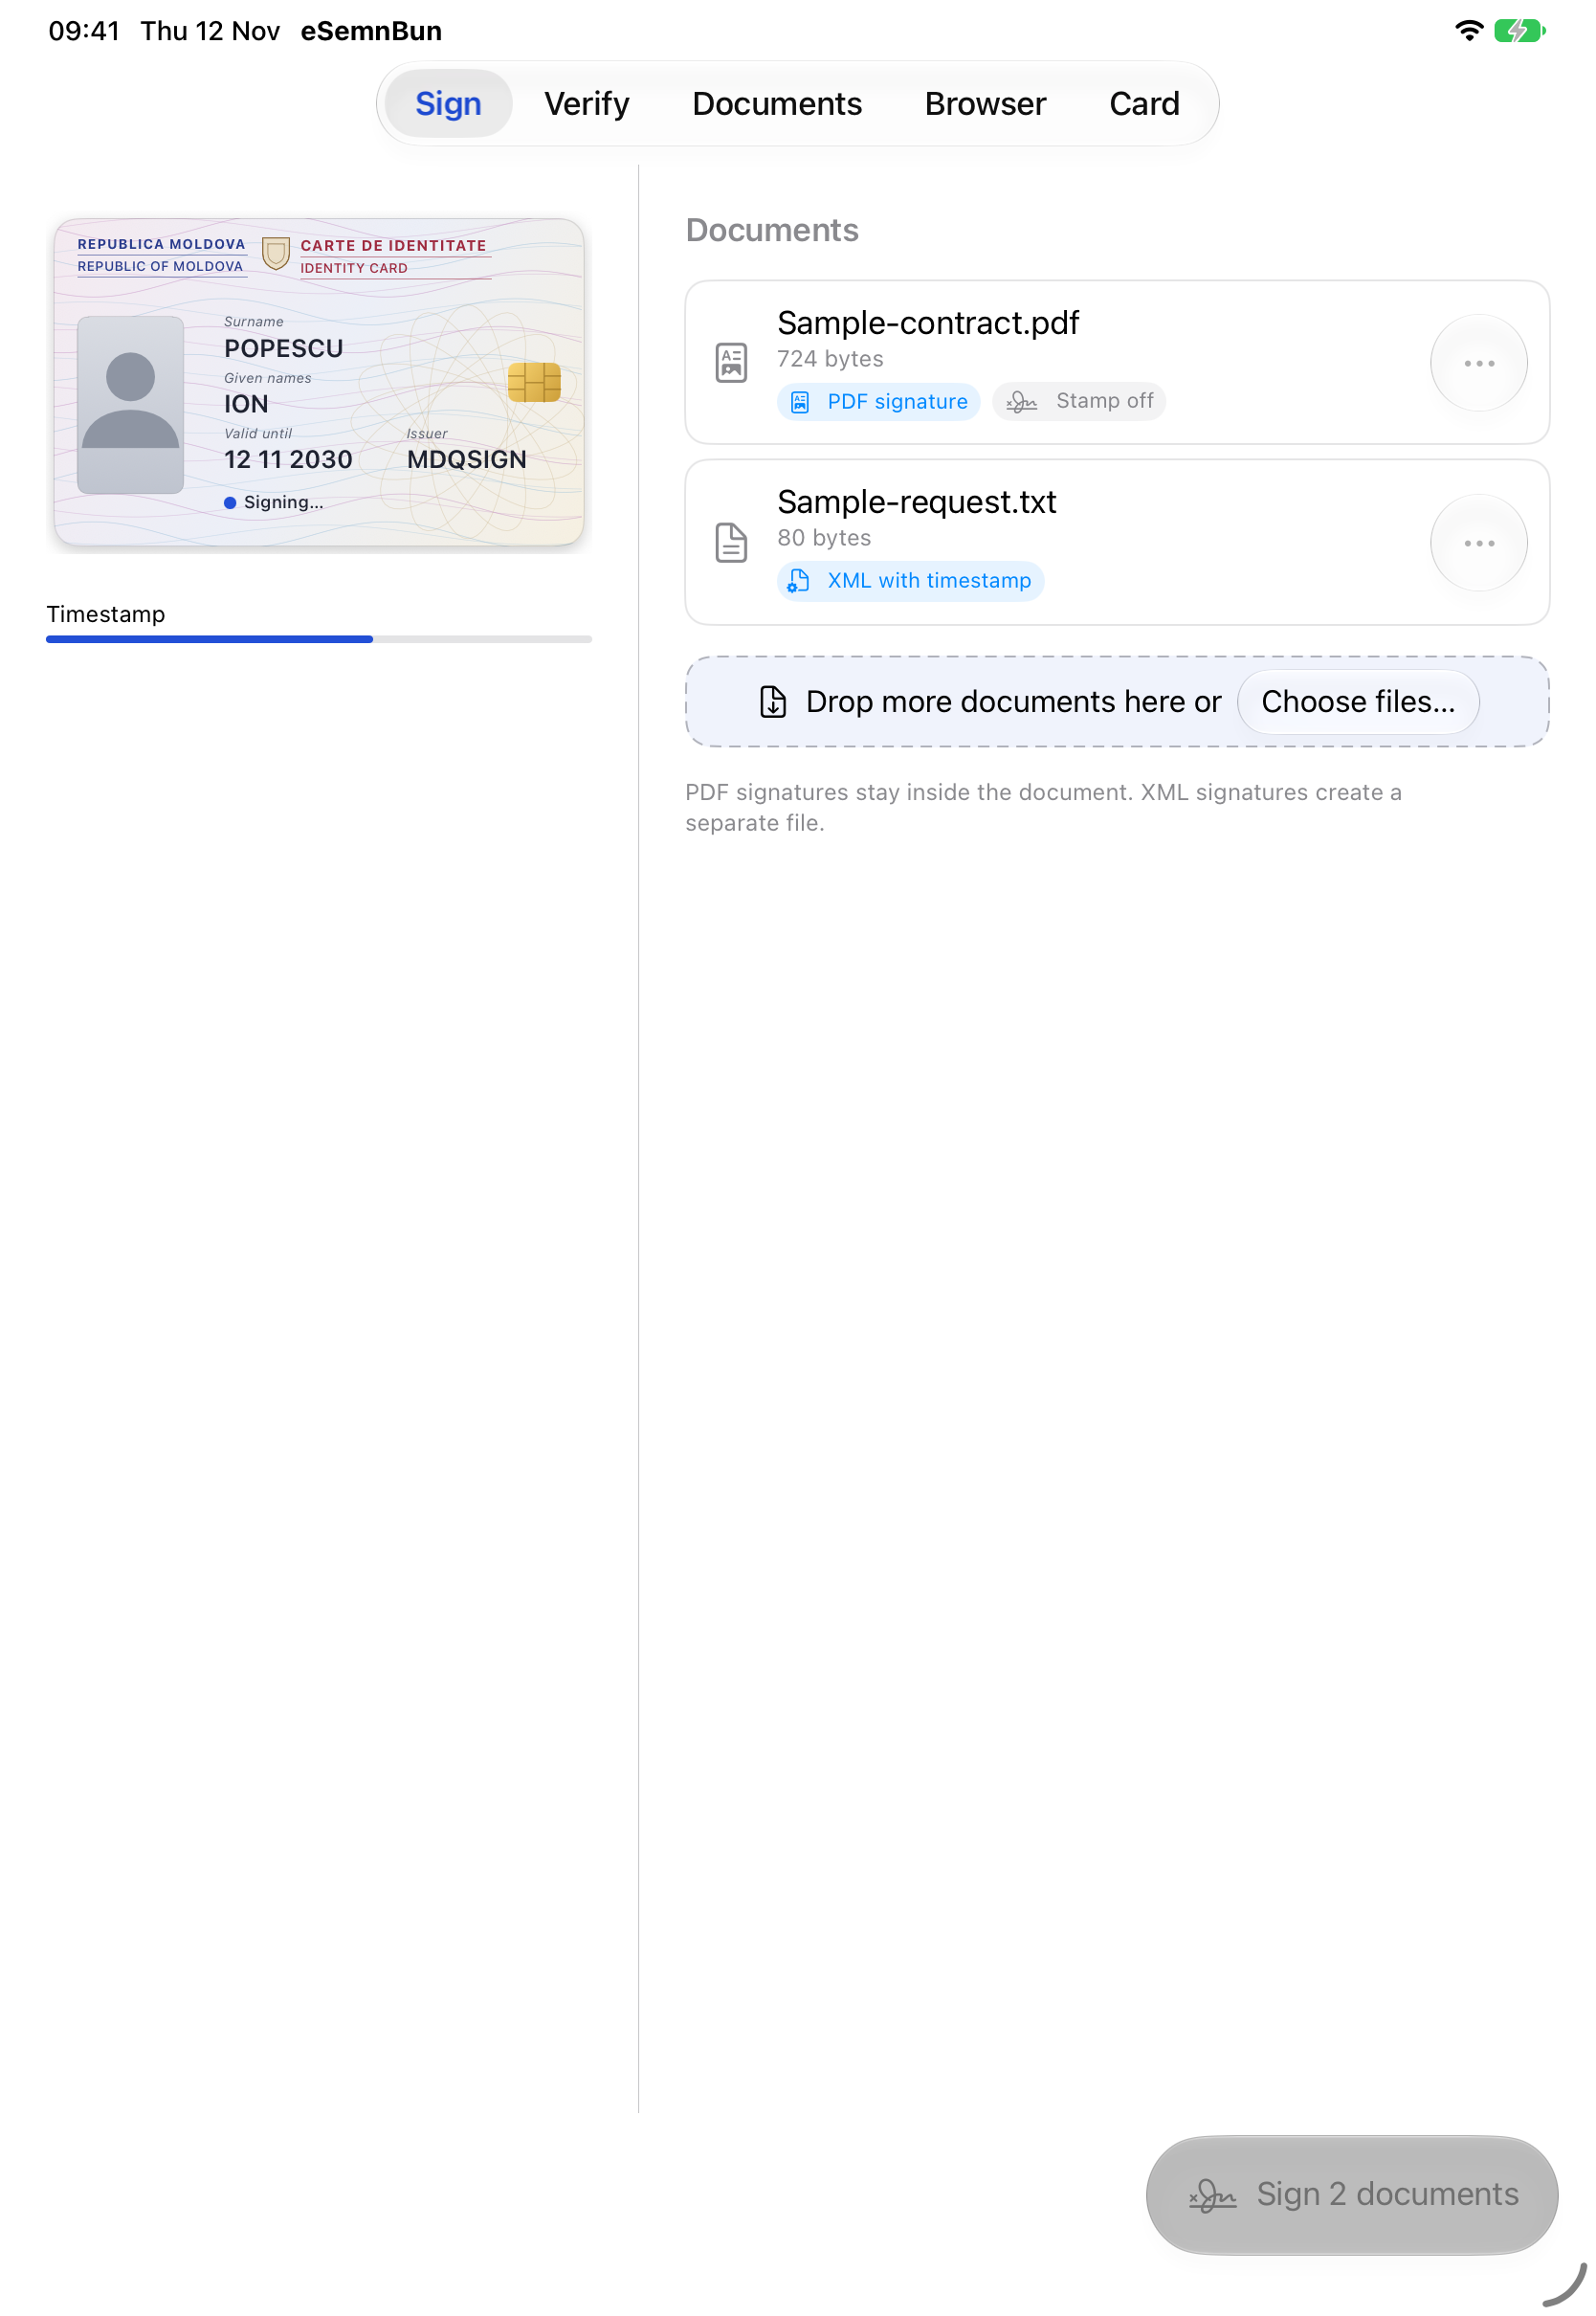 09:41 Thu 12 Nov eSemnBun
Sign Verify Documents Browser Card
REPUBLICA MOLDOVA
REPUBLIC OF MOLDOVA
CARTE DE IDENTITATE
IDENTITY CARD
Surname
POPESCU
Given names
ION
Valid until
12 11 2030
Issuer
MDQSIGN
Signing...
Timestamp
Documents
Sample-contract.pdf
724 bytes
PDF signature Stamp off
Sample-request.txt
80 bytes
XML with timestamp
Drop more documents here or Choose files...
PDF signatures stay inside the document. XML signatures create a
separate file.
Sign 2 documents